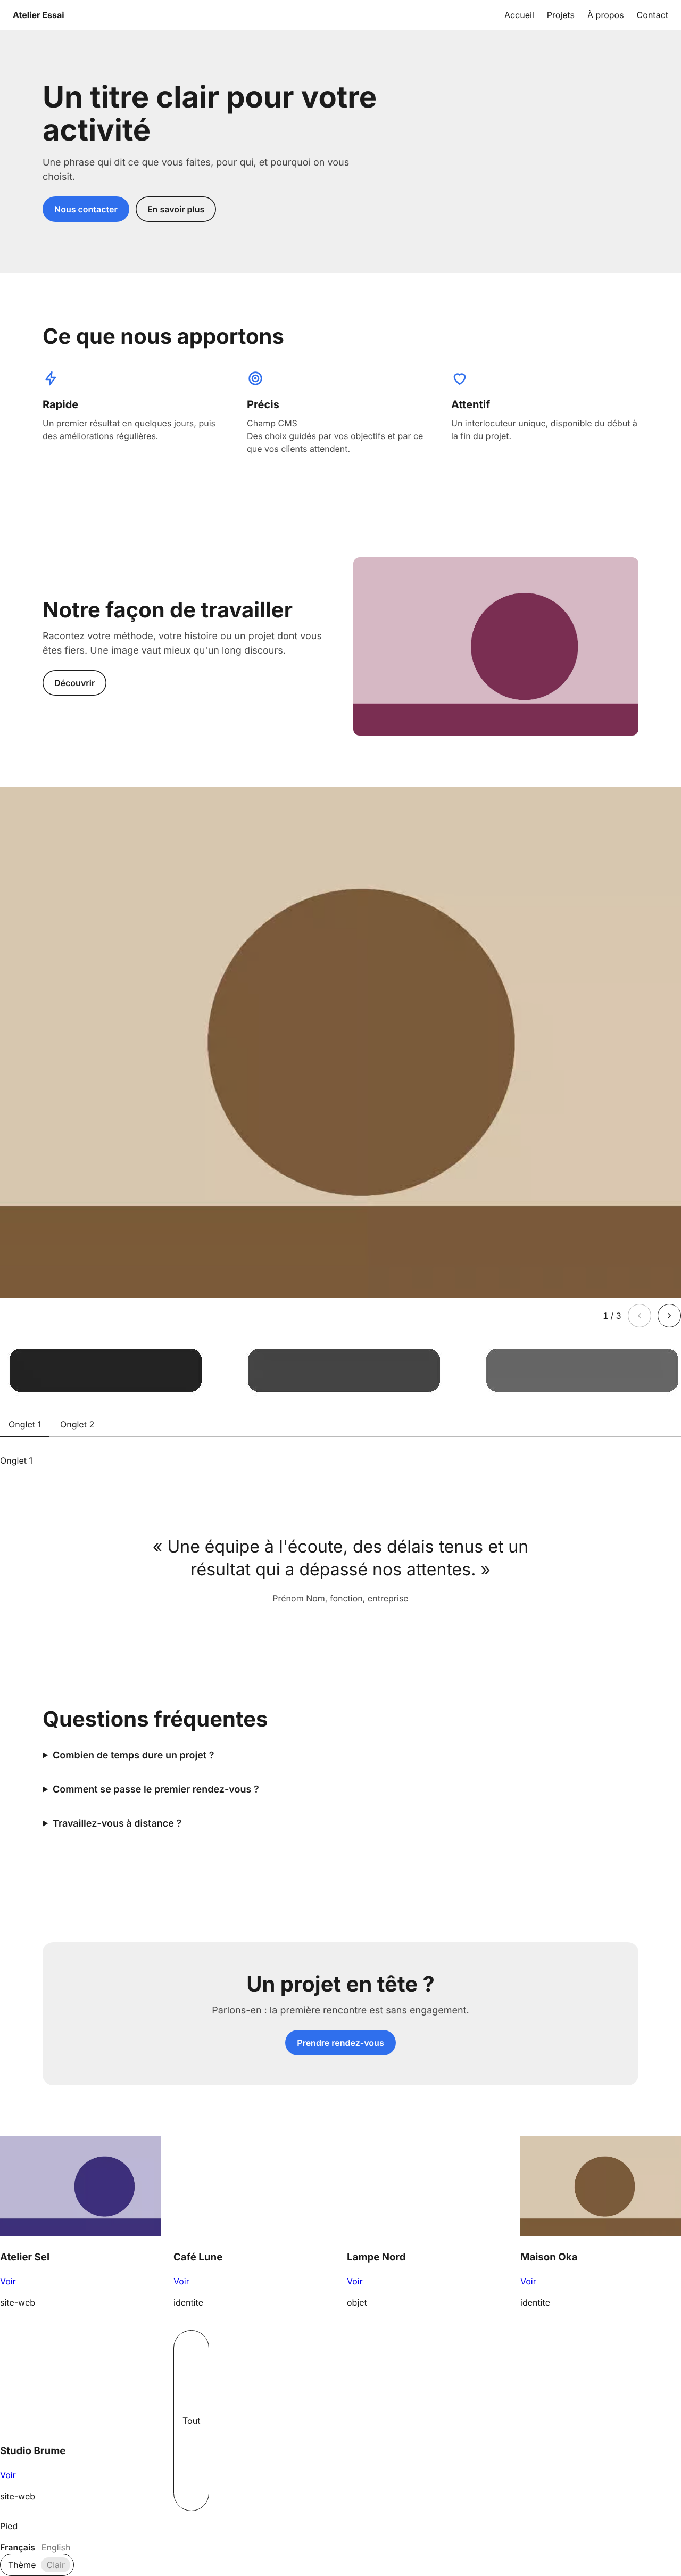 Atelier Essai
Accueil Projets À propos Contact
Un titre clair pour votre
activité
Une phrase qui dit ce que vous faites, pour qui, et pourquoi on vous
choisit.
Nous contacter
En savoir plus
Ce que nous apportons
Rapide
Un premier résultat en quelques jours, puis
des améliorations régulières.
Précis
Champ CMS
Des choix guidés par vos objectifs et par ce
que vos clients attendent.
Attentif
Un interlocuteur unique, disponible du début à
la fin du projet.
Notre façon de travailler
Racontez votre méthode, votre histoire ou un projet dont vous
êtes fiers. Une image vaut mieux qu'un long discours.
Découvrir
1 / 3
Onglet 1 Onglet 2
Onglet 1
« Une équipe à l'écoute, des délais tenus et un
résultat qui a dépassé nos attentes. »
Prénom Nom, fonction, entreprise
Questions fréquentes
Combien de temps dure un projet ?
Comment se passe le premier rendez-vous ?
Travaillez-vous à distance ?
Un projet en tête ?
Parlons-en : la première rencontre est sans engagement.
Prendre rendez-vous
Atelier Sel
Voir
site-web
Café Lune
Voir
identite
Lampe Nord
Voir
objet
Maison Oka
Voir
identite
Studio Brume
Voir
site-web
Tout
Pied
Français English
Thème Clair